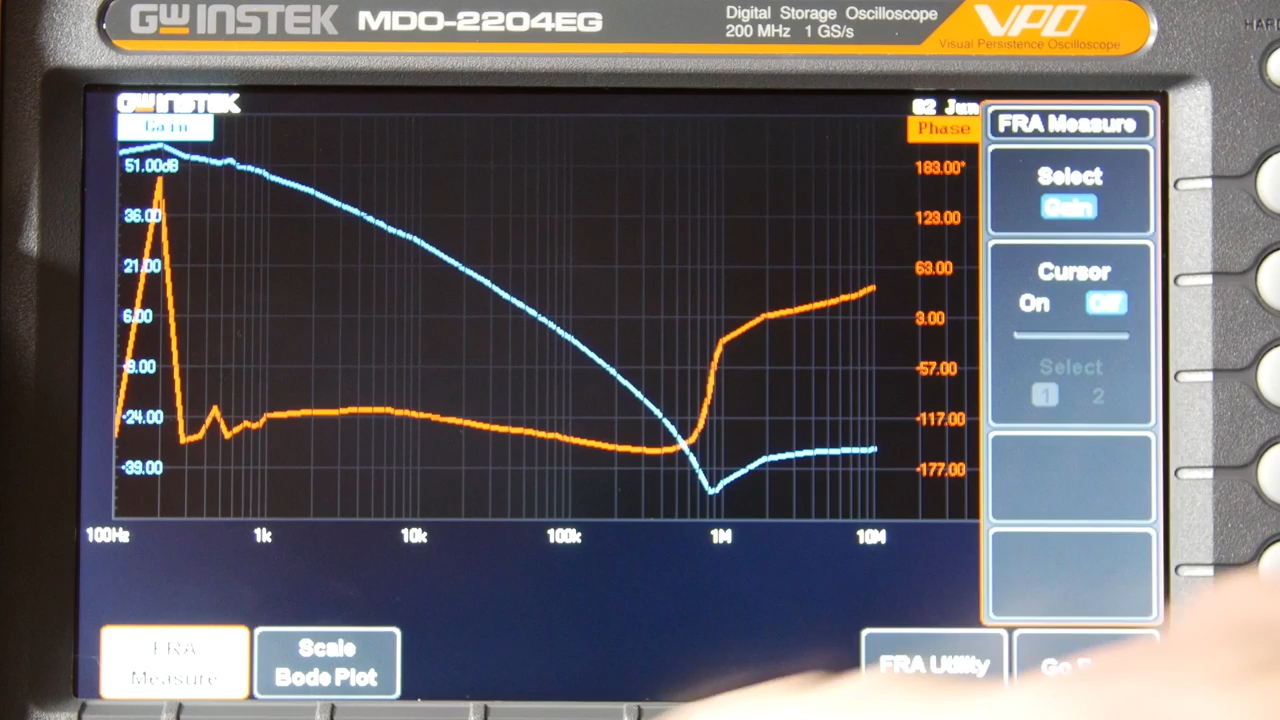 GW INSTEK MDO-2204EG
Digital Storage Oscilloscope
200 MHz 1 GS/s
VPO
Visual Persistence Oscilloscope
GW INSTEK
02 Jun
Gain
Phase
51.00dB
36.00
21.00
6.00
-9.00
-24.00
-39.00
183.00°
123.00
63.00
3.00
-57.00
-117.00
-177.00
100Hz 1k 10k 100k 1M 10M
FRA Measure
Select
Gain
Cursor
On Off
Select
1 2
FRA
Measure
Scale
Bode Plot
FRA Utility
Go